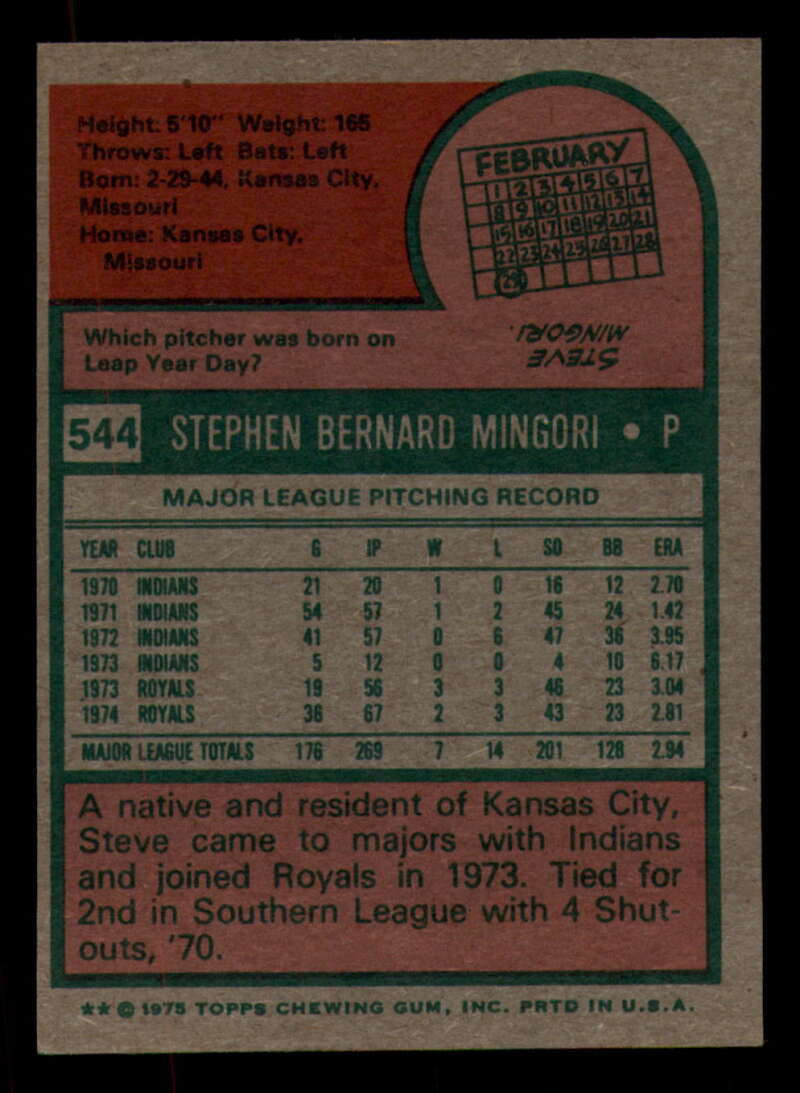 Height: 5'10" Weight: 165
Throws: Left Bats: Left
Born: 2-29-44, Kansas City,
Missouri
Home: Kansas City,
Missouri
FEBRUARY
1 2 3 4 5 6 7
8 9 10 11 12 13 14
15 16 17 18 19 20 21
22 23 24 25 26 27 28
29
Which pitcher was born on
Leap Year Day?
STEVE
MINGORI.
544 STEPHEN BERNARD MINGORI • P
MAJOR LEAGUE PITCHING RECORD
YEAR CLUB G IP W L SO BB ERA
1970 INDIANS 21 20 1 0 16 12 2.70
1971 INDIANS 54 57 1 2 45 24 1.42
1972 INDIANS 41 57 0 6 47 36 3.95
1973 INDIANS 5 12 0 0 4 10 6.17
1973 ROYALS 19 56 3 3 46 23 3.04
1974 ROYALS 36 67 2 3 43 23 2.81
MAJOR LEAGUE TOTALS 176 269 7 14 201 128 2.94
A native and resident of Kansas City,
Steve came to majors with Indians
and joined Royals in 1973. Tied for
2nd in Southern League with 4 Shut-
outs, '70.
** © 1975 TOPPS CHEWING GUM, INC. PRTD IN U.S.A.